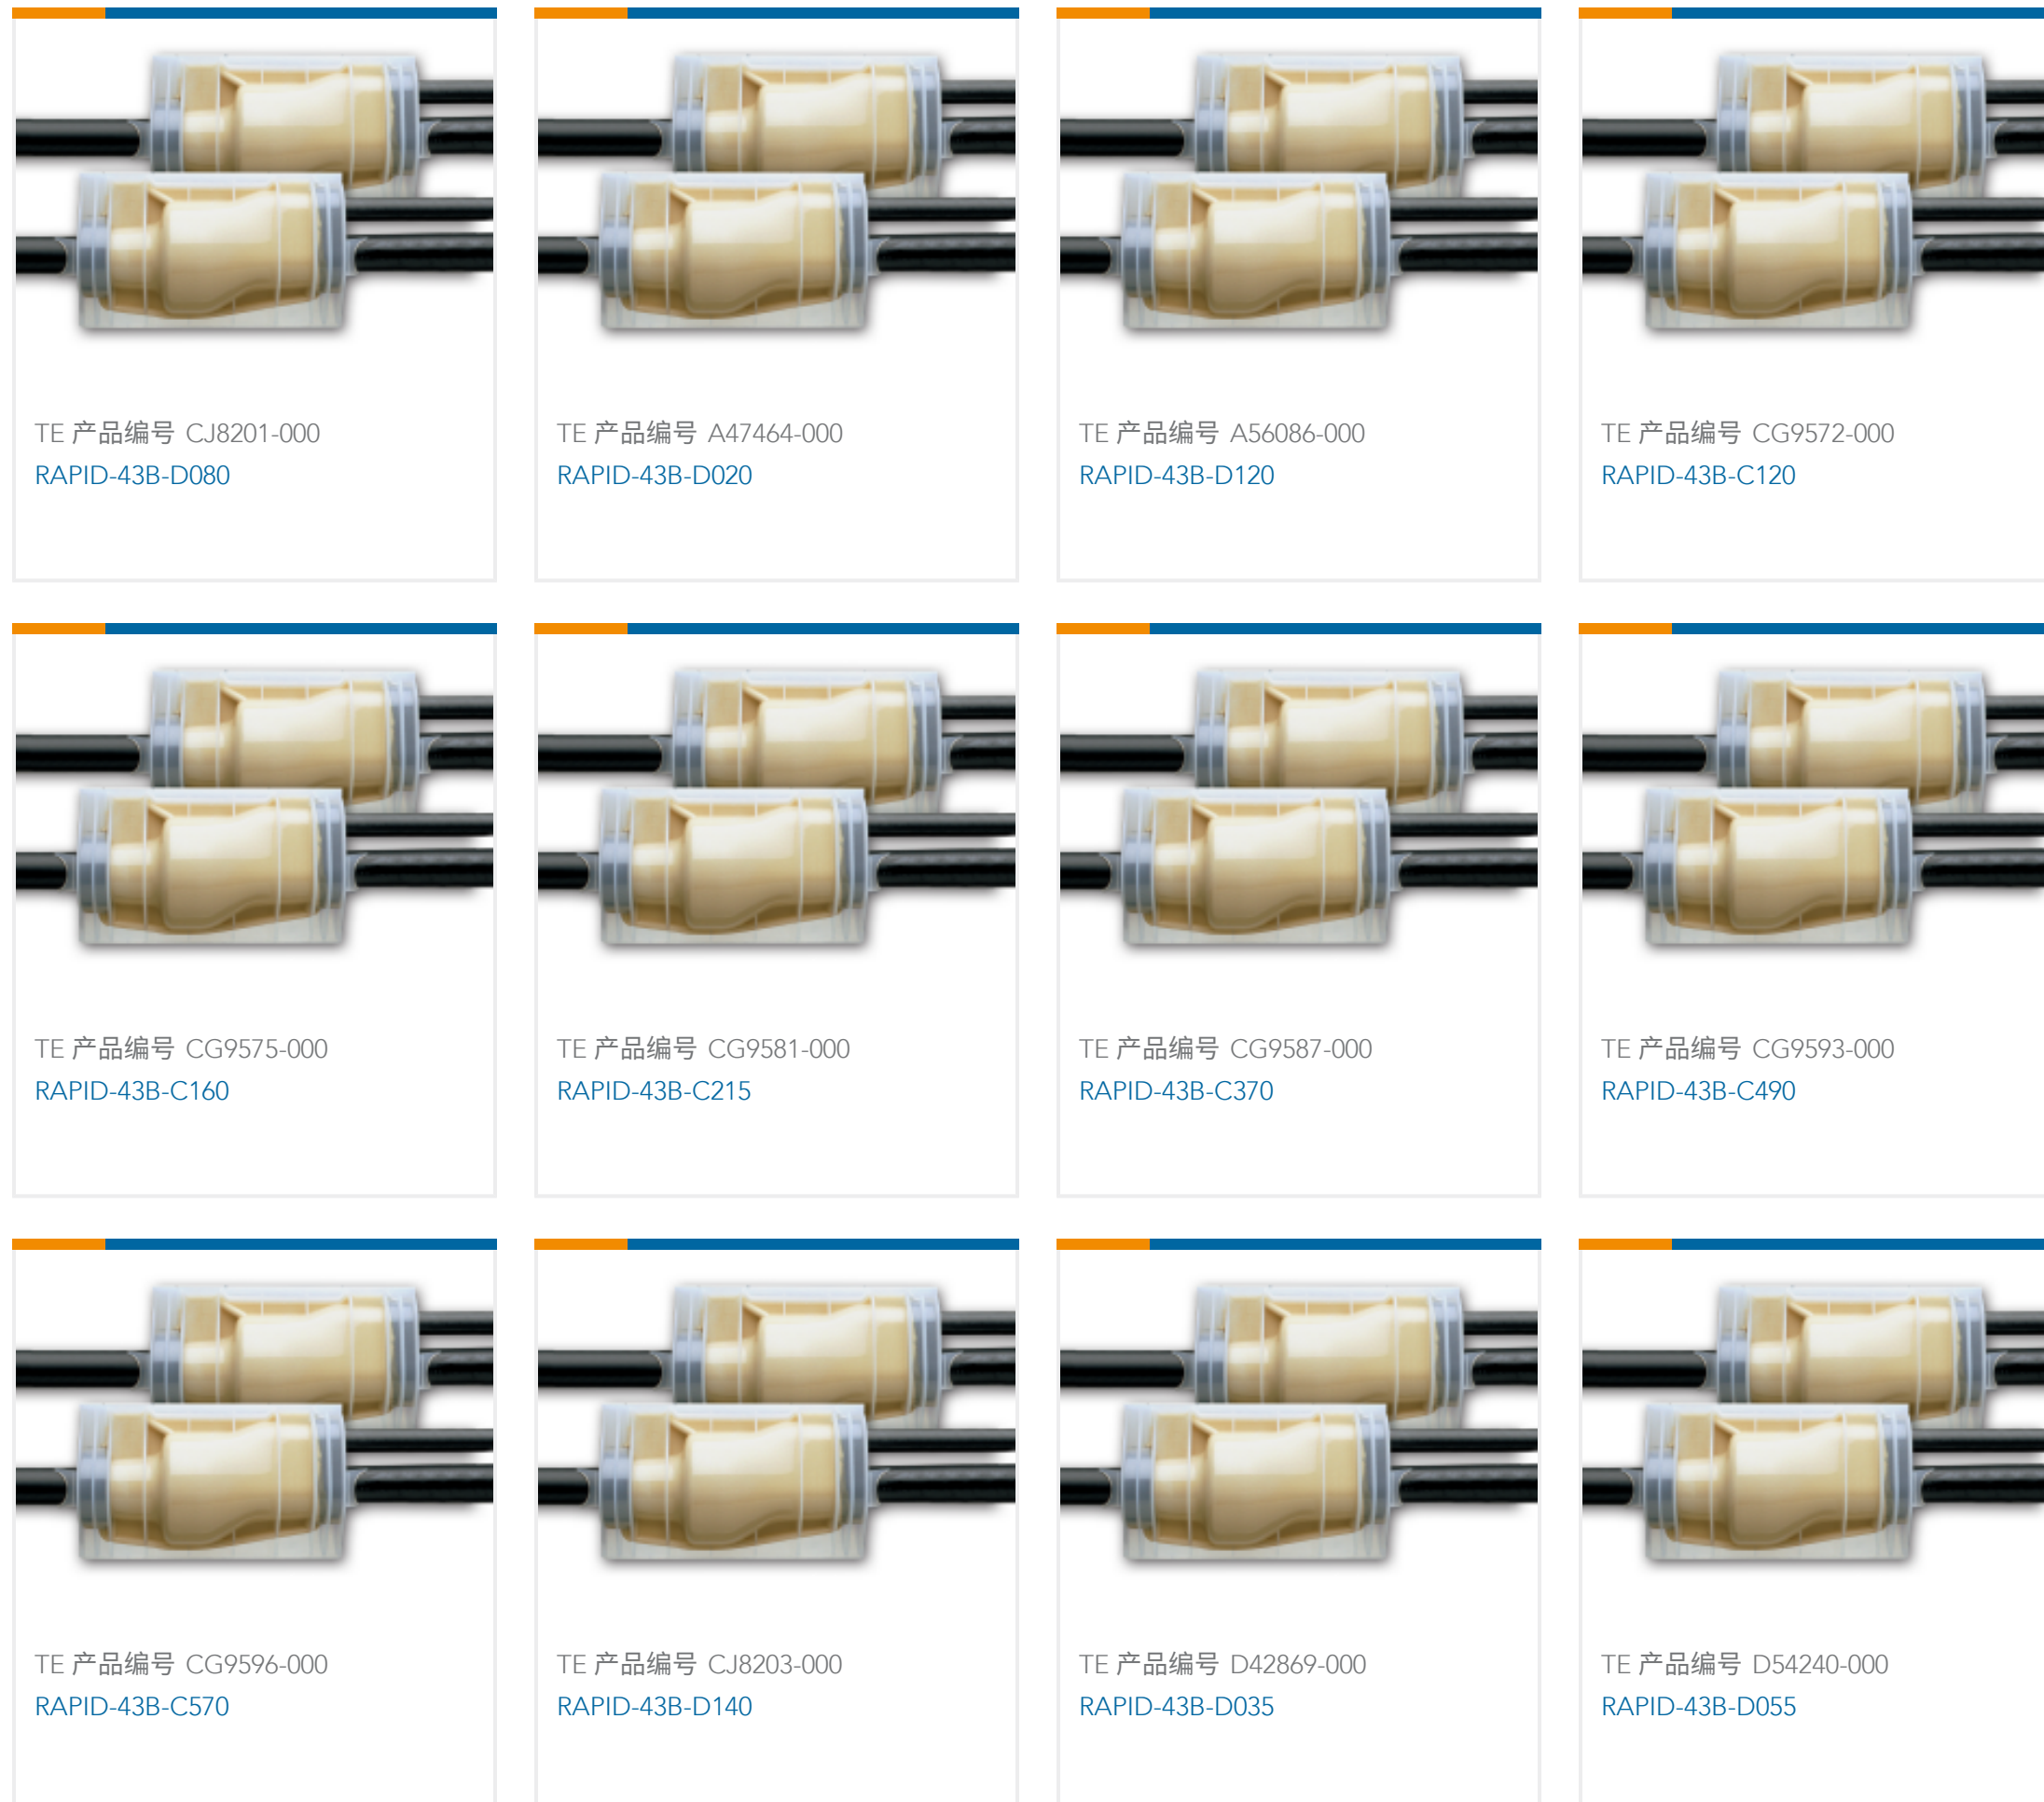 TE 产品编号 CJ8201-000
RAPID-43B-D080
TE 产品编号 A47464-000
RAPID-43B-D020
TE 产品编号 A56086-000
RAPID-43B-D120
TE 产品编号 CG9572-000
RAPID-43B-C120
TE 产品编号 CG9575-000
RAPID-43B-C160
TE 产品编号 CG9581-000
RAPID-43B-C215
TE 产品编号 CG9587-000
RAPID-43B-C370
TE 产品编号 CG9593-000
RAPID-43B-C490
TE 产品编号 CG9596-000
RAPID-43B-C570
TE 产品编号 CJ8203-000
RAPID-43B-D140
TE 产品编号 D42869-000
RAPID-43B-D035
TE 产品编号 D54240-000
RAPID-43B-D055